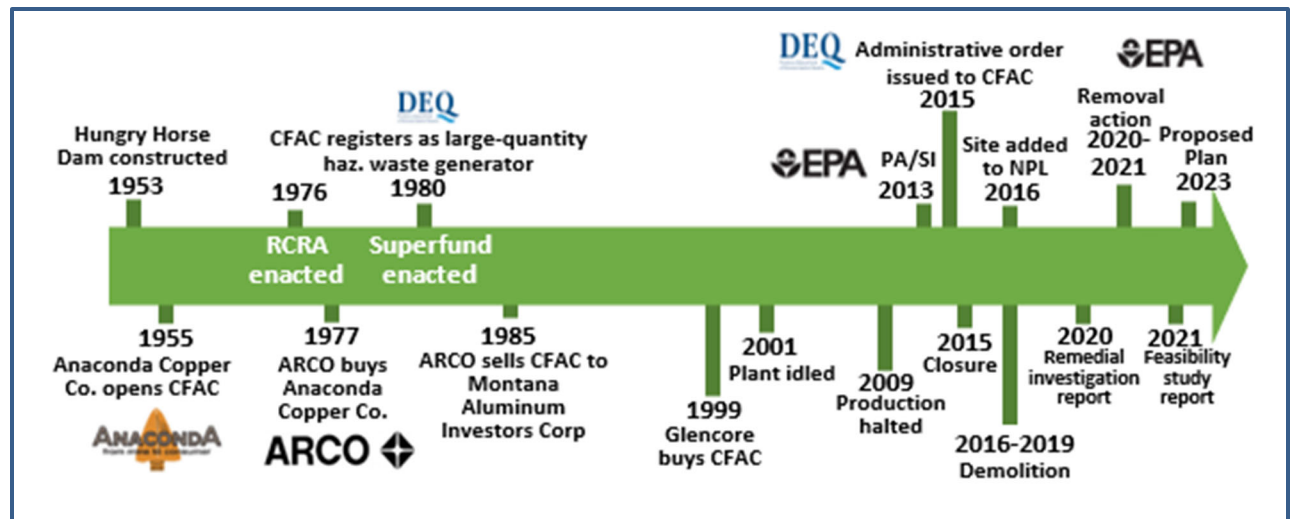 Hungry Horse
Dam constructed
1953
1976
DEQ
CFAC registers as large-quantity
haz. waste generator
1980
EPA
PA/SI
2013
DEQ
Administrative order
issued to CFAC
2015
Site added
to NPL
2016
EPA
Removal
action
2020-
2021
Proposed
Plan
2023
RCRA
enacted
Superfund
enacted
1955
Anaconda Copper
Co. opens CFAC
ANACONDA
from mine to consumer
1977
ARCO buys
Anaconda
Copper Co.
ARCO
1985
ARCO sells CFAC to
Montana
Aluminum
Investors Corp
1999
Glencore
buys CFAC
2001
Plant idled
2009
Production
halted
2015
Closure
2016-2019
Demolition
2020
Remedial
investigation
report
2021
Feasibility
study
report